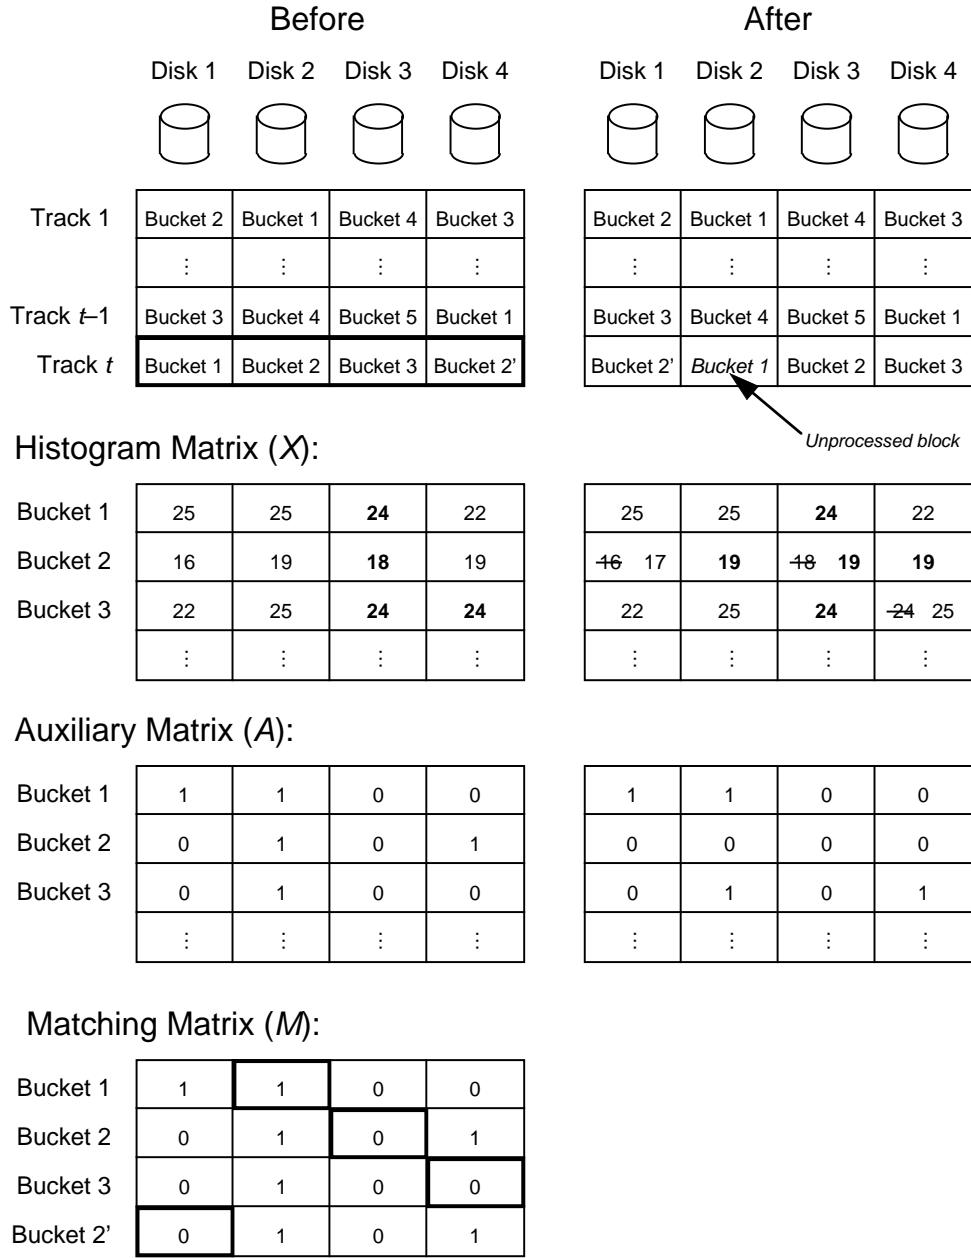 Before After
Disk 1 Disk 2 Disk 3 Disk 4 Disk 1 Disk 2 Disk 3 Disk 4
Track 1 Bucket 2 Bucket 1 Bucket 4 Bucket 3 Bucket 2 Bucket 1 Bucket 4 Bucket 3
⋮ ⋮ ⋮ ⋮ ⋮ ⋮ ⋮ ⋮
Track t–1 Bucket 3 Bucket 4 Bucket 5 Bucket 1 Bucket 3 Bucket 4 Bucket 5 Bucket 1
Track t Bucket 1 Bucket 2 Bucket 3 Bucket 2’ Bucket 2’ Bucket 1 Bucket 2 Bucket 3
Unprocessed block
Histogram Matrix (X):
Bucket 1 25 25 24 22 25 25 24 22
Bucket 2 16 19 18 19 16 17 19 18 19 19
Bucket 3 22 25 24 24 22 25 24 24 25
⋮ ⋮ ⋮ ⋮ ⋮ ⋮ ⋮ ⋮
Auxiliary Matrix (A):
Bucket 1 1 1 0 0 1 1 0 0
Bucket 2 0 1 0 1 0 0 0 0
Bucket 3 0 1 0 0 0 1 0 1
⋮ ⋮ ⋮ ⋮ ⋮ ⋮ ⋮ ⋮
Matching Matrix (M):
Bucket 1 1 1 0 0
Bucket 2 0 1 0 1
Bucket 3 0 1 0 0
Bucket 2’ 0 1 0 1